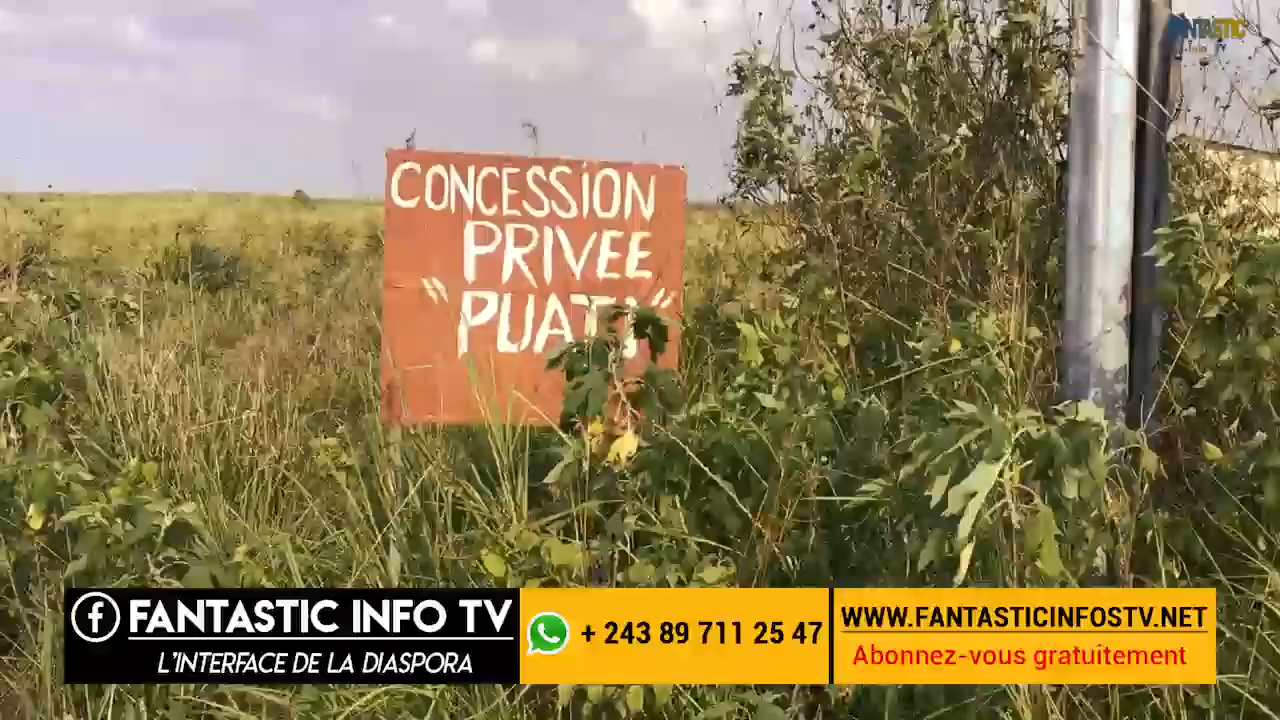 CONCESSION
PRIVEE
FANTASTIC INFO TV
L'INTERFACE DE LA DIASPORA
+ 243 89 711 25 47
WWW.FANTASTICINFOSTV.NET
Abonnez-vous gratuitement